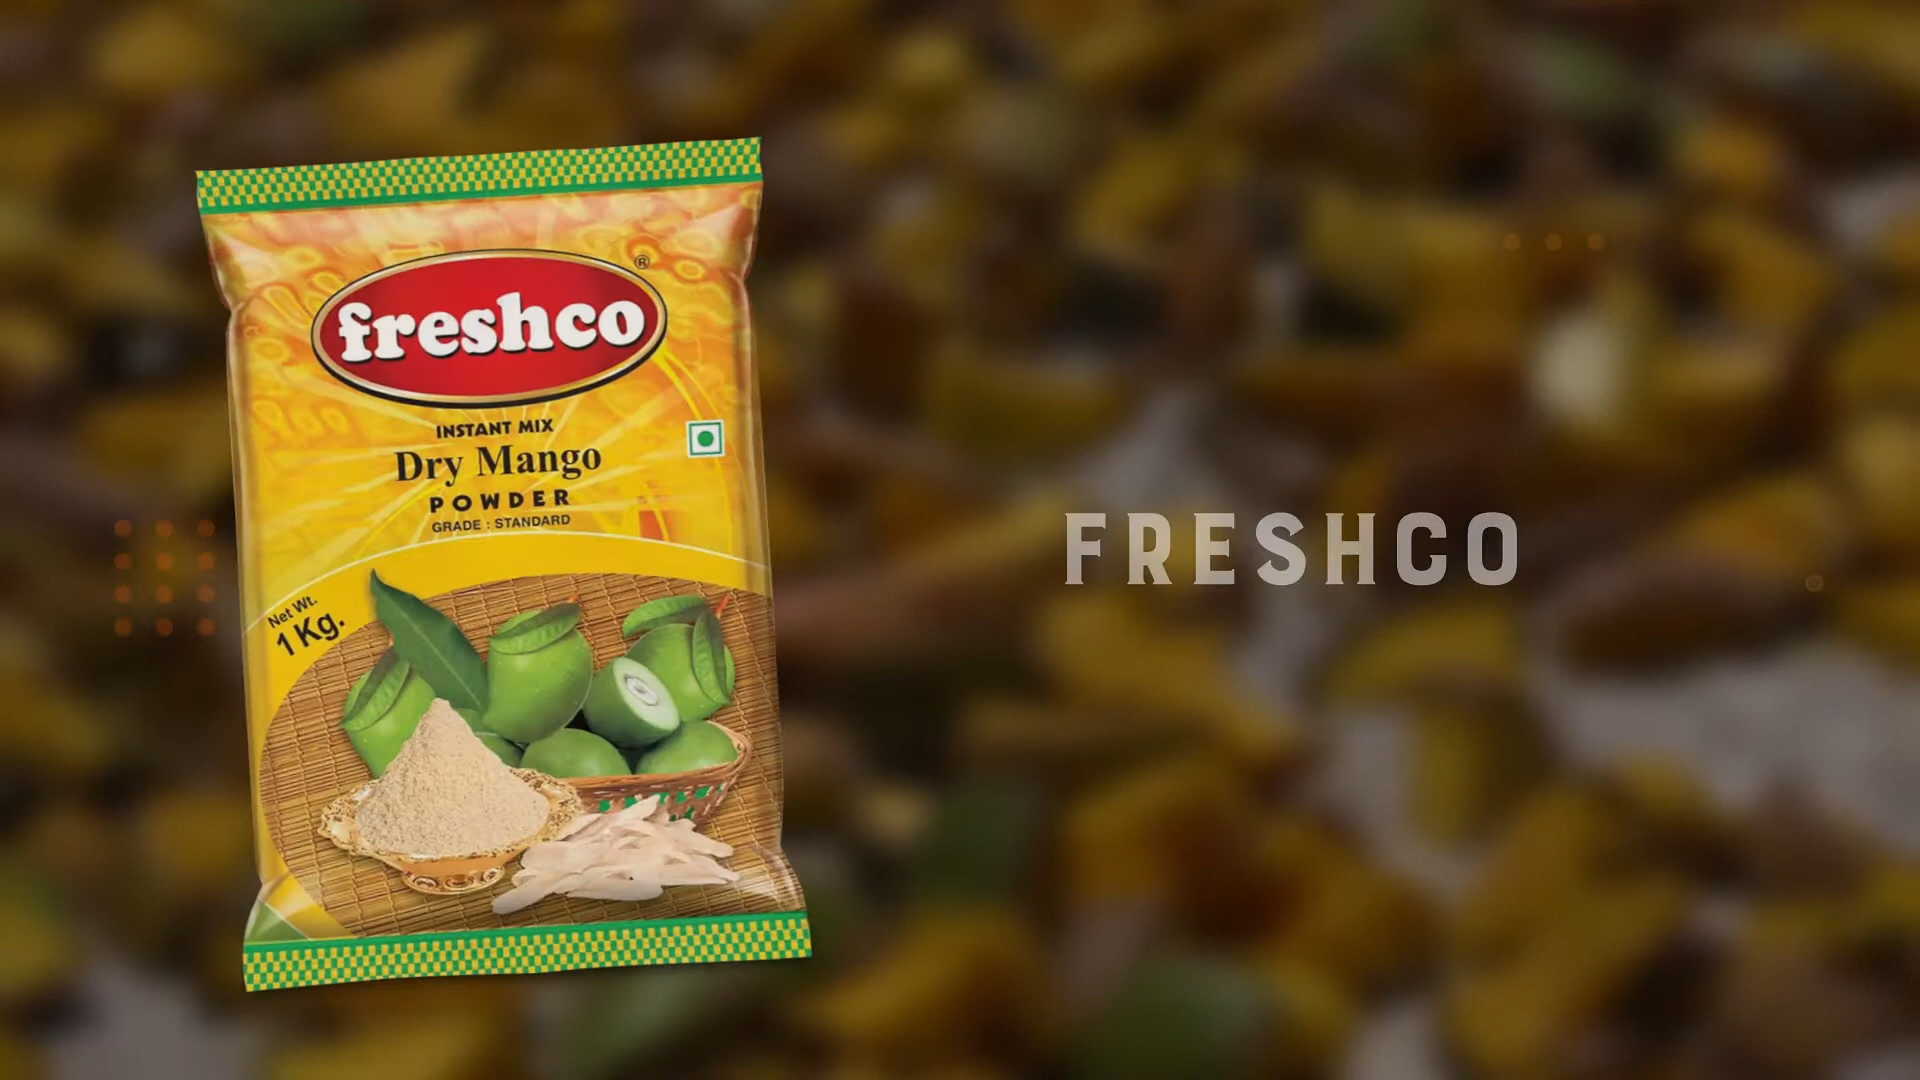 freshco®
INSTANT MIX
Dry Mango
POWDER
GRADE : STANDARD
Net Wt.
1 Kg.
FRESHCO